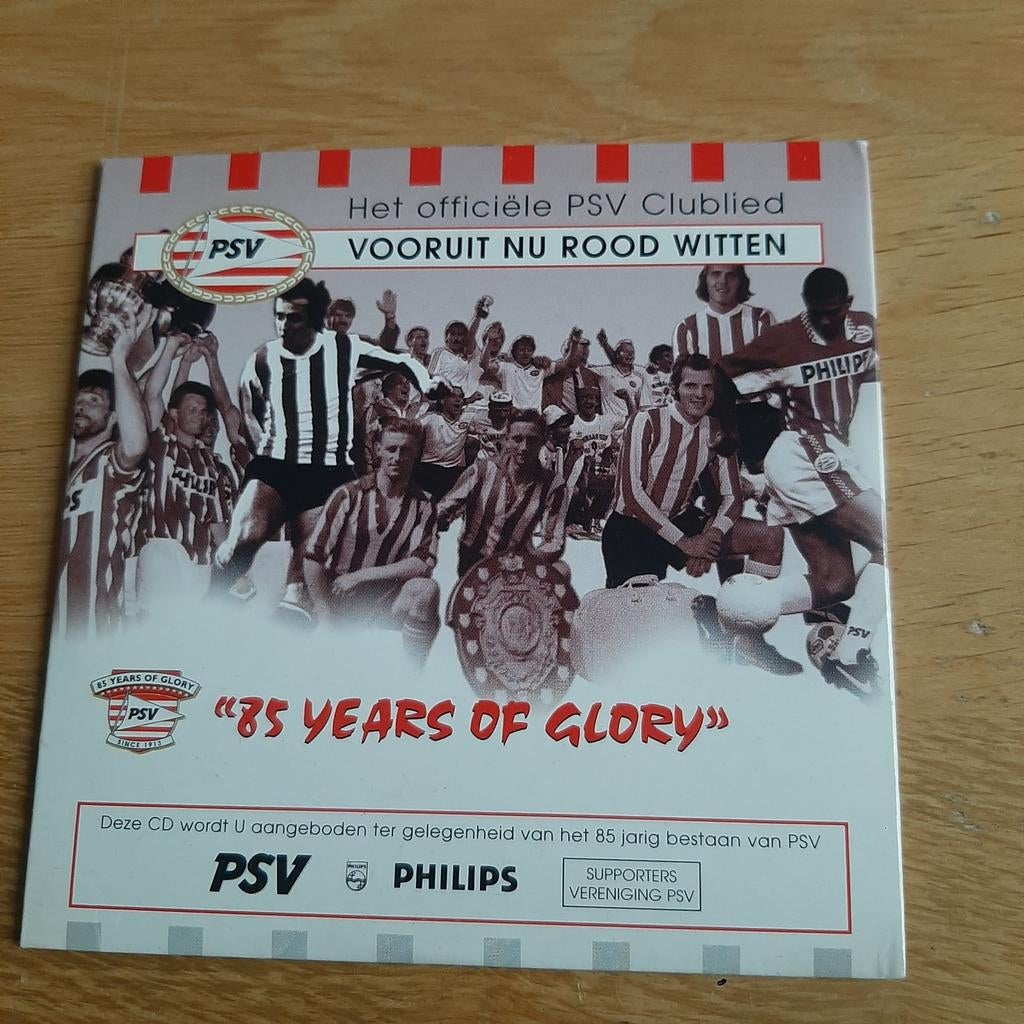 Het officiële PSV Clublied
PSV
VOORUIT NU ROOD WITTEN
PHILIPS
PSV
85 YEARS OF GLORY
PSV
SINCE 1913
"85 YEARS OF GLORY"
Deze CD wordt U aangeboden ter gelegenheid van het 85 jarig bestaan van PSV
PSV
PHILIPS
PHILIPS
SUPPORTERS
VERENIGING PSV